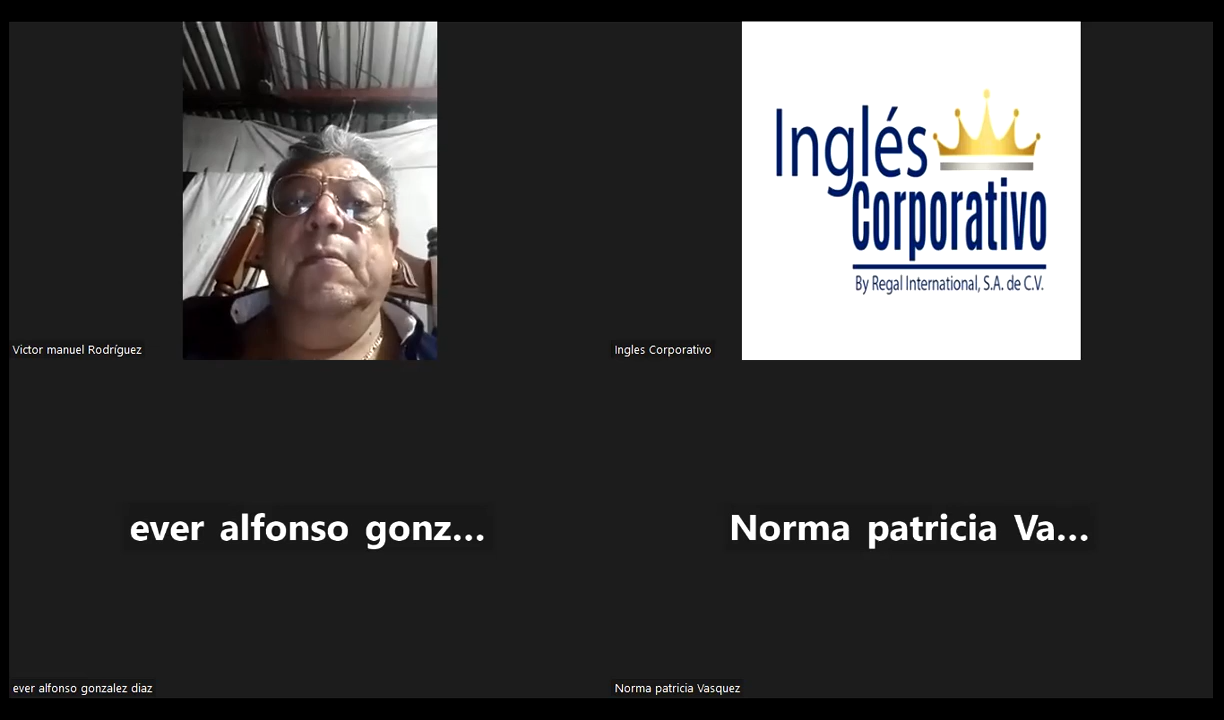 Inglés
Corporativo
By Regal International, S.A. de C.V.
Victor manuel Rodríguez
Ingles Corporativo
ever alfonso gonz...
Norma patricia Va...
ever alfonso gonzalez diaz
Norma patricia Vasquez